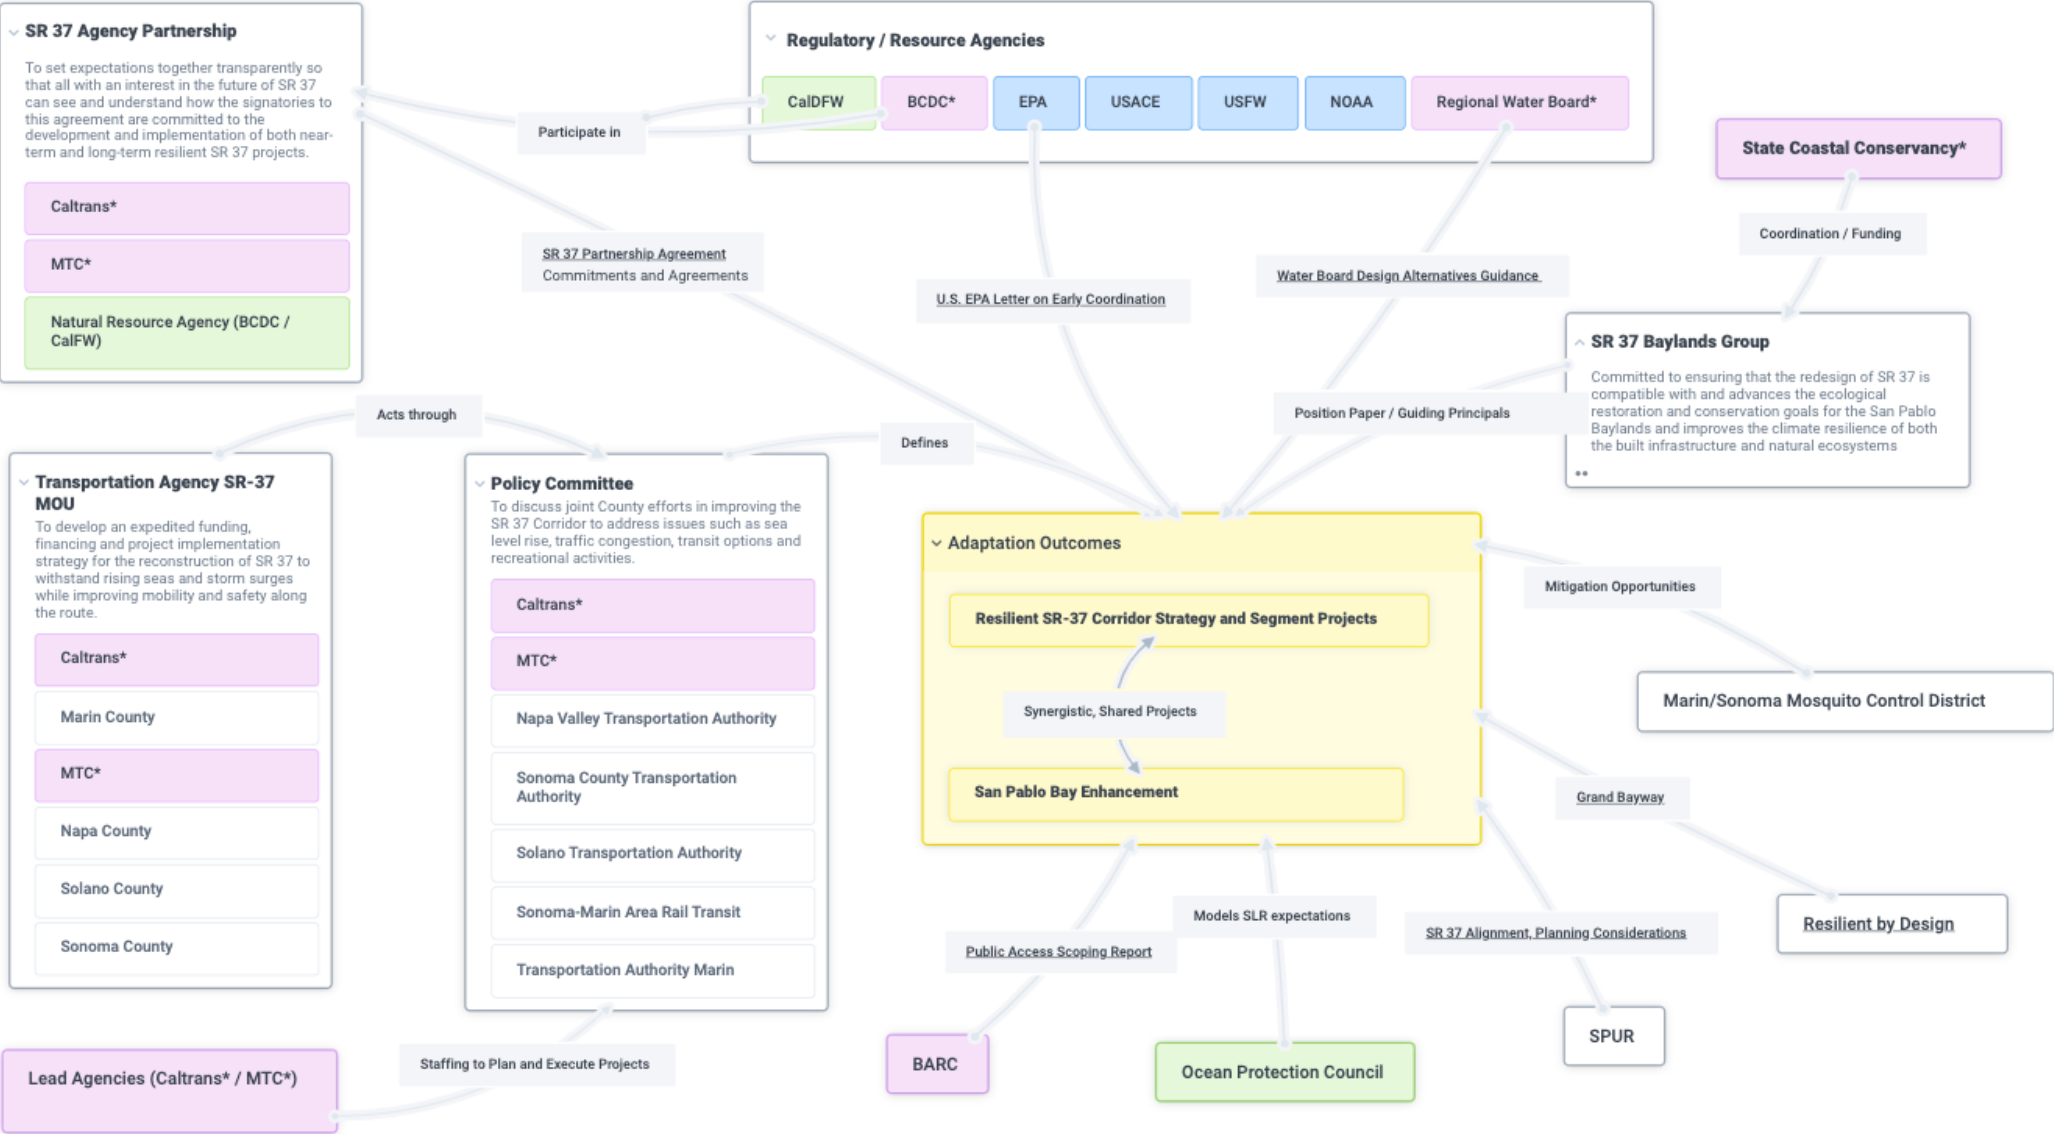 SR 37 Agency Partnership
To set expectations together transparently so
that all with an interest in the future of SR 37
can see and understand how the signatories to
this agreement are committed to the
development and implementation of both near-
term and long-term resilient SR 37 projects.
Caltrans*
MTC*
Natural Resource Agency (BCDC /
CalFW)
Participate in
Regulatory / Resource Agencies
CalDFW
BCDC*
EPA
USACE
USFW
NOAA
Regional Water Board*
State Coastal Conservancy*
Coordination / Funding
SR 37 Partnership Agreement
Commitments and Agreements
U.S. EPA Letter on Early Coordination
Water Board Design Alternatives Guidance
SR 37 Baylands Group
Committed to ensuring that the redesign of SR 37 is
compatible with and advances the ecological
restoration and conservation goals for the San Pablo
Baylands and improves the climate resilience of both
the built infrastructure and natural ecosystems
Position Paper / Guiding Principals
Acts through
Defines
Transportation Agency SR-37
MOU
To develop an expedited funding,
financing and project implementation
strategy for the reconstruction of SR 37 to
withstand rising seas and storm surges
while improving mobility and safety along
the route.
Caltrans*
Marin County
MTC*
Napa County
Solano County
Sonoma County
Policy Committee
To discuss joint County efforts in improving the
SR 37 Corridor to address issues such as sea
level rise, traffic congestion, transit options and
recreational activities.
Caltrans*
MTC*
Napa Valley Transportation Authority
Sonoma County Transportation
Authority
Solano Transportation Authority
Sonoma-Marin Area Rail Transit
Transportation Authority Marin
Adaptation Outcomes
Resilient SR-37 Corridor Strategy and Segment Projects
Synergistic, Shared Projects
San Pablo Bay Enhancement
Mitigation Opportunities
Marin/Sonoma Mosquito Control District
Grand Bayway
Resilient by Design
Models SLR expectations
Public Access Scoping Report
SR 37 Alignment, Planning Considerations
SPUR
BARC
Ocean Protection Council
Lead Agencies (Caltrans* / MTC*)
Staffing to Plan and Execute Projects